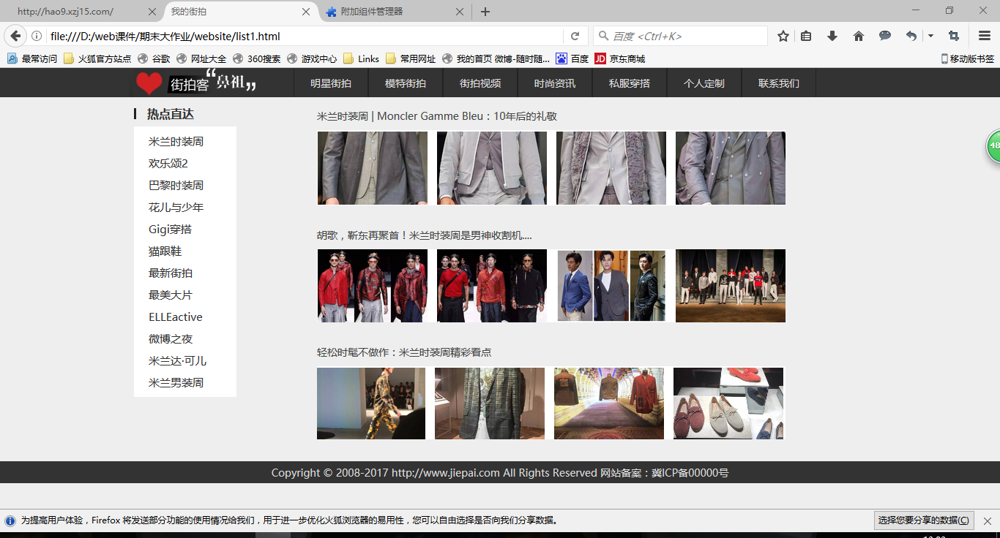 http://hao9.xzj15.com/ 我的街拍 附加组件管理器
file:///D:/web课件/期末大作业/website/list1.html 百度 <Ctrl+K>
最常访问 火狐官方站点 谷歌 网址大全 360搜索 游戏中心 Links 常用网址 我的首页 微博-随时随... 百度 JD 京东商城 移动版书签
街拍客 “鼻祖” 明星街拍 模特街拍 街拍视频 时尚资讯 私服穿搭 个人定制 联系我们
热点直达
米兰时装周
欢乐颂2
巴黎时装周
花儿与少年
Gigi穿搭
猫跟鞋
最新街拍
最美大片
ELLEactive
微博之夜
米兰达·可儿
米兰男装周
米兰时装周 | Moncler Gamme Bleu：10年后的礼敬
胡歌，靳东再聚首！米兰时装周是男神收割机....
轻松时髦不做作：米兰时装周精彩看点
48
Copyright © 2008-2017 http://www.jiepai.com All Rights Reserved 网站备案：冀ICP备00000号
为提高用户体验，Firefox 将发送部分功能的使用情况给我们，用于进一步优化火狐浏览器的易用性，您可以自由选择是否向我们分享数据。 选择您要分享的数据(C)